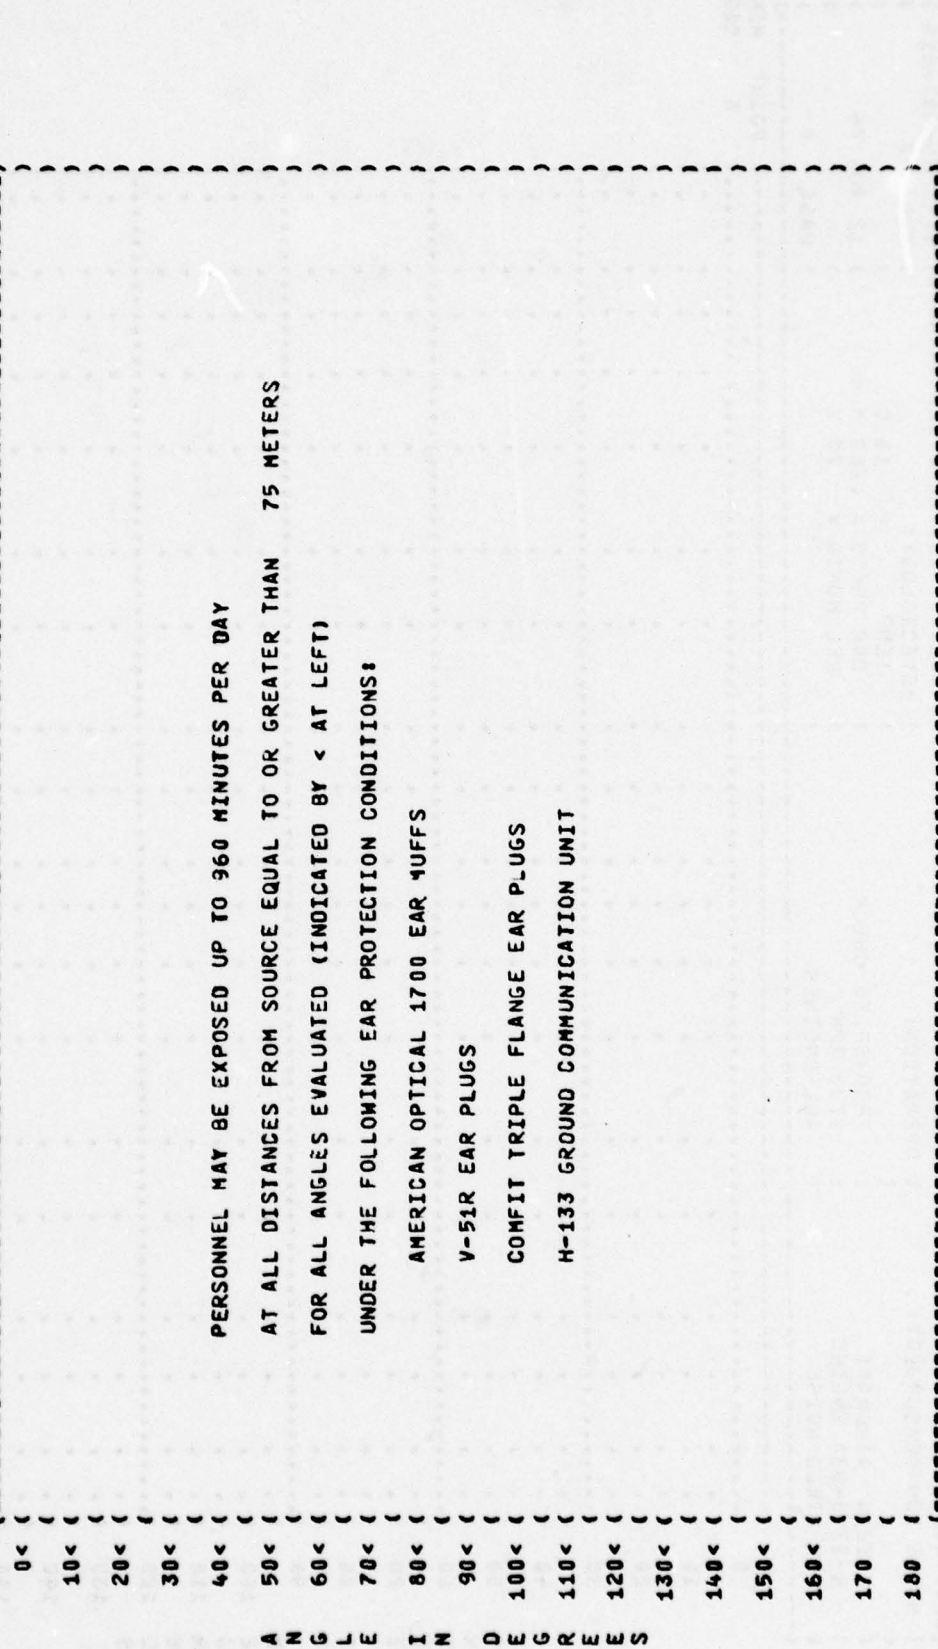 0<
10<
20<
30<
40<
A 50<
N
G 60<
L
E 70<
I 80<
N
90<
D
E 100<
G
R 110<
E
E 120<
S
130<
140<
150<
160<
170
180
PERSONNEL MAY BE EXPOSED UP TO 960 MINUTES PER DAY
AT ALL DISTANCES FROM SOURCE EQUAL TO OR GREATER THAN 75 METERS
FOR ALL ANGLES EVALUATED (INDICATED BY < AT LEFT)
UNDER THE FOLLOWING EAR PROTECTION CONDITIONS:
AMERICAN OPTICAL 1700 EAR MUFFS
V-51R EAR PLUGS
COMFIT TRIPLE FLANGE EAR PLUGS
H-133 GROUND COMMUNICATION UNIT